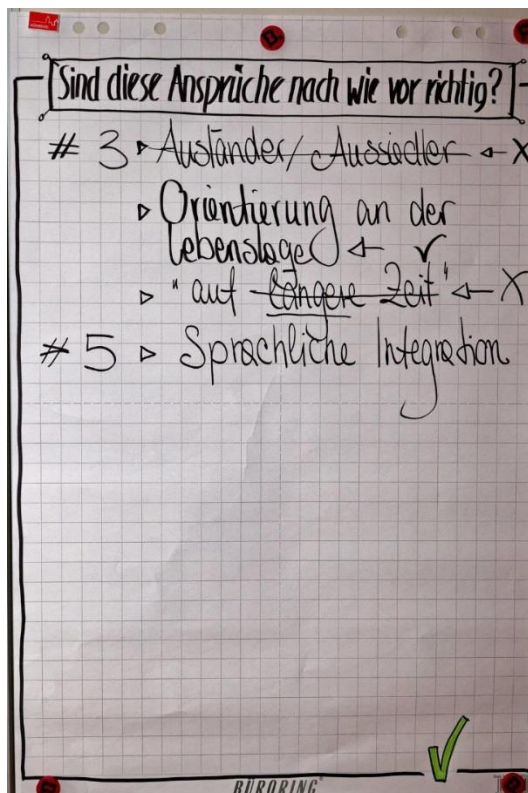 Sind diese Ansprüche nach wie vor richtig?
# 3 ▹ Ausländer/Aussiedler ← X
▹ Orientierung an der
Lebenslage ← ✓
▹ "auf längere Zeit" ← X
# 5 ▹ Sprachliche Integration
✓
BÜRORING